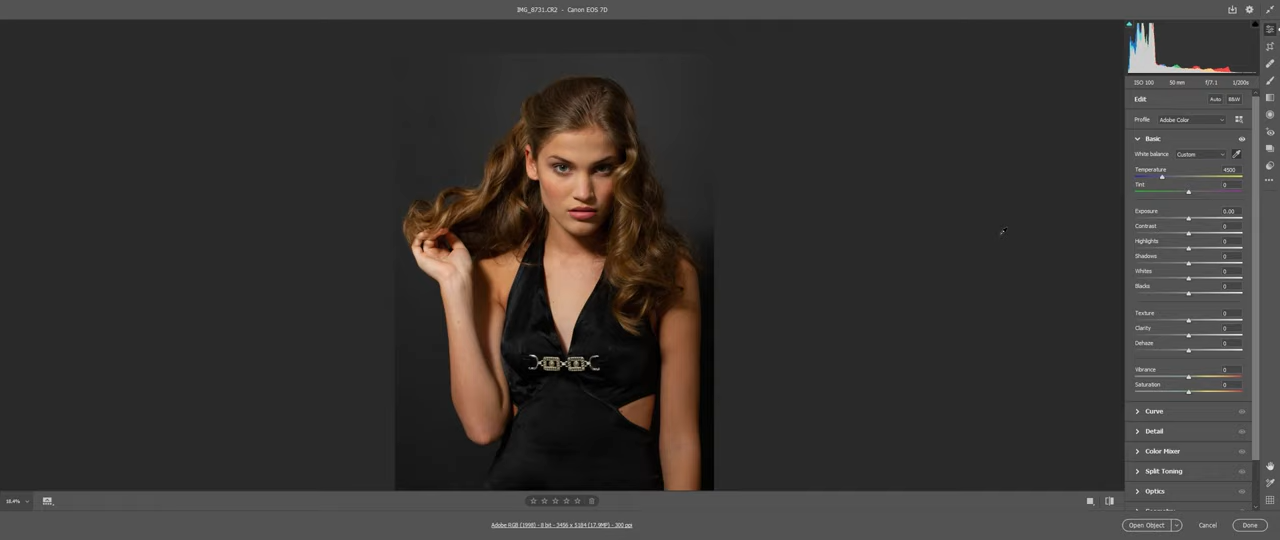 IMG_8731.CR2 - Canon EOS 7D
ISO 100 50 mm f/7.1 1/200s
Edit Auto B&W
Profile Adobe Color
Basic
White balance Custom
Temperature 4500
Tint 0
Exposure 0.00
Contrast 0
Highlights 0
Shadows 0
Whites 0
Blacks 0
Texture 0
Clarity 0
Dehaze 0
Vibrance 0
Saturation 0
Curve
Detail
Color Mixer
Split Toning
Optics
18.4%
Adobe RGB (1998) - 8 bit - 3456 x 5184 (17.9MP) - 300 ppi
Open Object Cancel Done